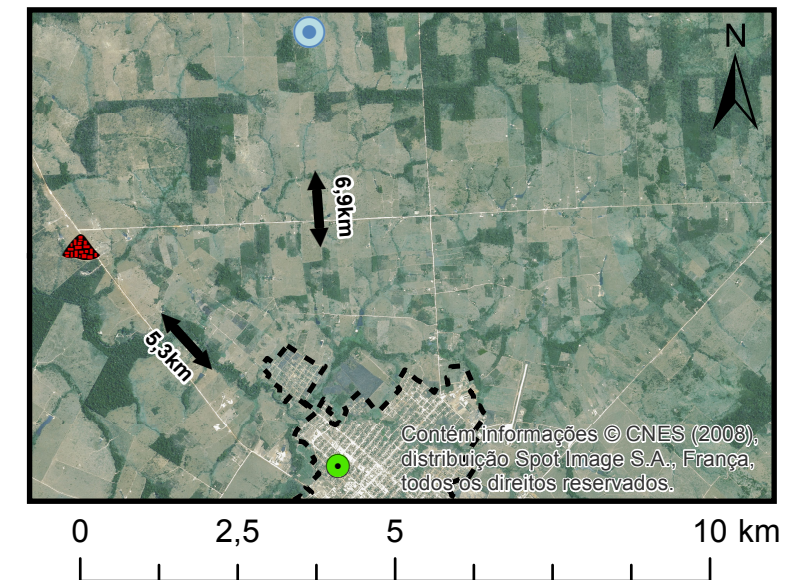 N
6,9km
5,3km
Contém informações © CNES (2008),
distribuição Spot Image S.A., França,
todos os direitos reservados.
0 2,5 5 10 km